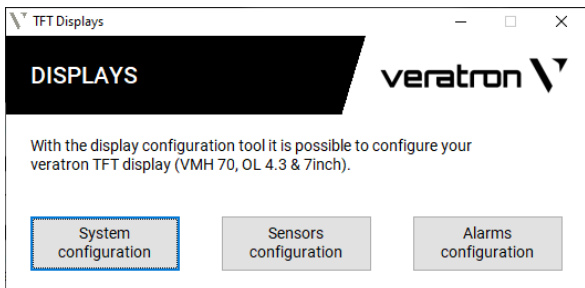 TFT Displays
DISPLAYS
veratron
With the display configuration tool it is possible to configure your
veratron TFT display (VMH 70, OL 4.3 & 7inch).
System
configuration
Sensors
configuration
Alarms
configuration